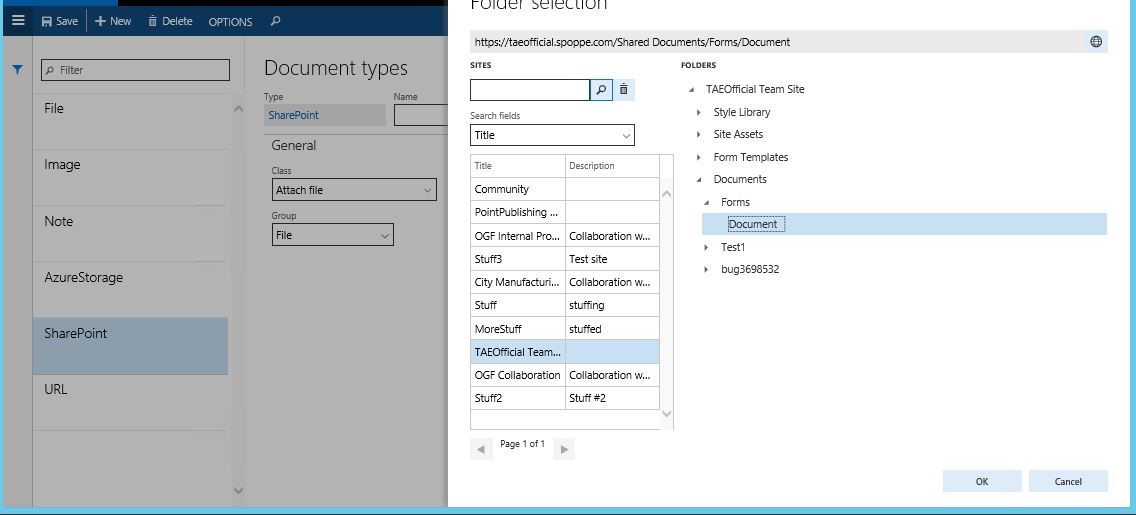 Save
New
Delete
OPTIONS
Filter
File
Image
Note
AzureStorage
SharePoint
URL
Document types
Type
Name
SharePoint
General
Class
Attach file
Group
File
Folder selection
https://taeofficial.spoppe.com/Shared Documents/Forms/Document
SITES
Search fields
Title
Title Description
Community
PointPublishing ...
OGF Internal Pro... Collaboration w...
Stuff3 Test site
City Manufacturi... Collaboration w...
Stuff stuffing
MoreStuff stuffed
TAEOfficial Team...
OGF Collaboration Collaboration w...
Stuff2 Stuff #2
Page 1 of 1
FOLDERS
TAEOfficial Team Site
Style Library
Site Assets
Form Templates
Documents
Forms
Document
Test1
bug3698532
OK
Cancel